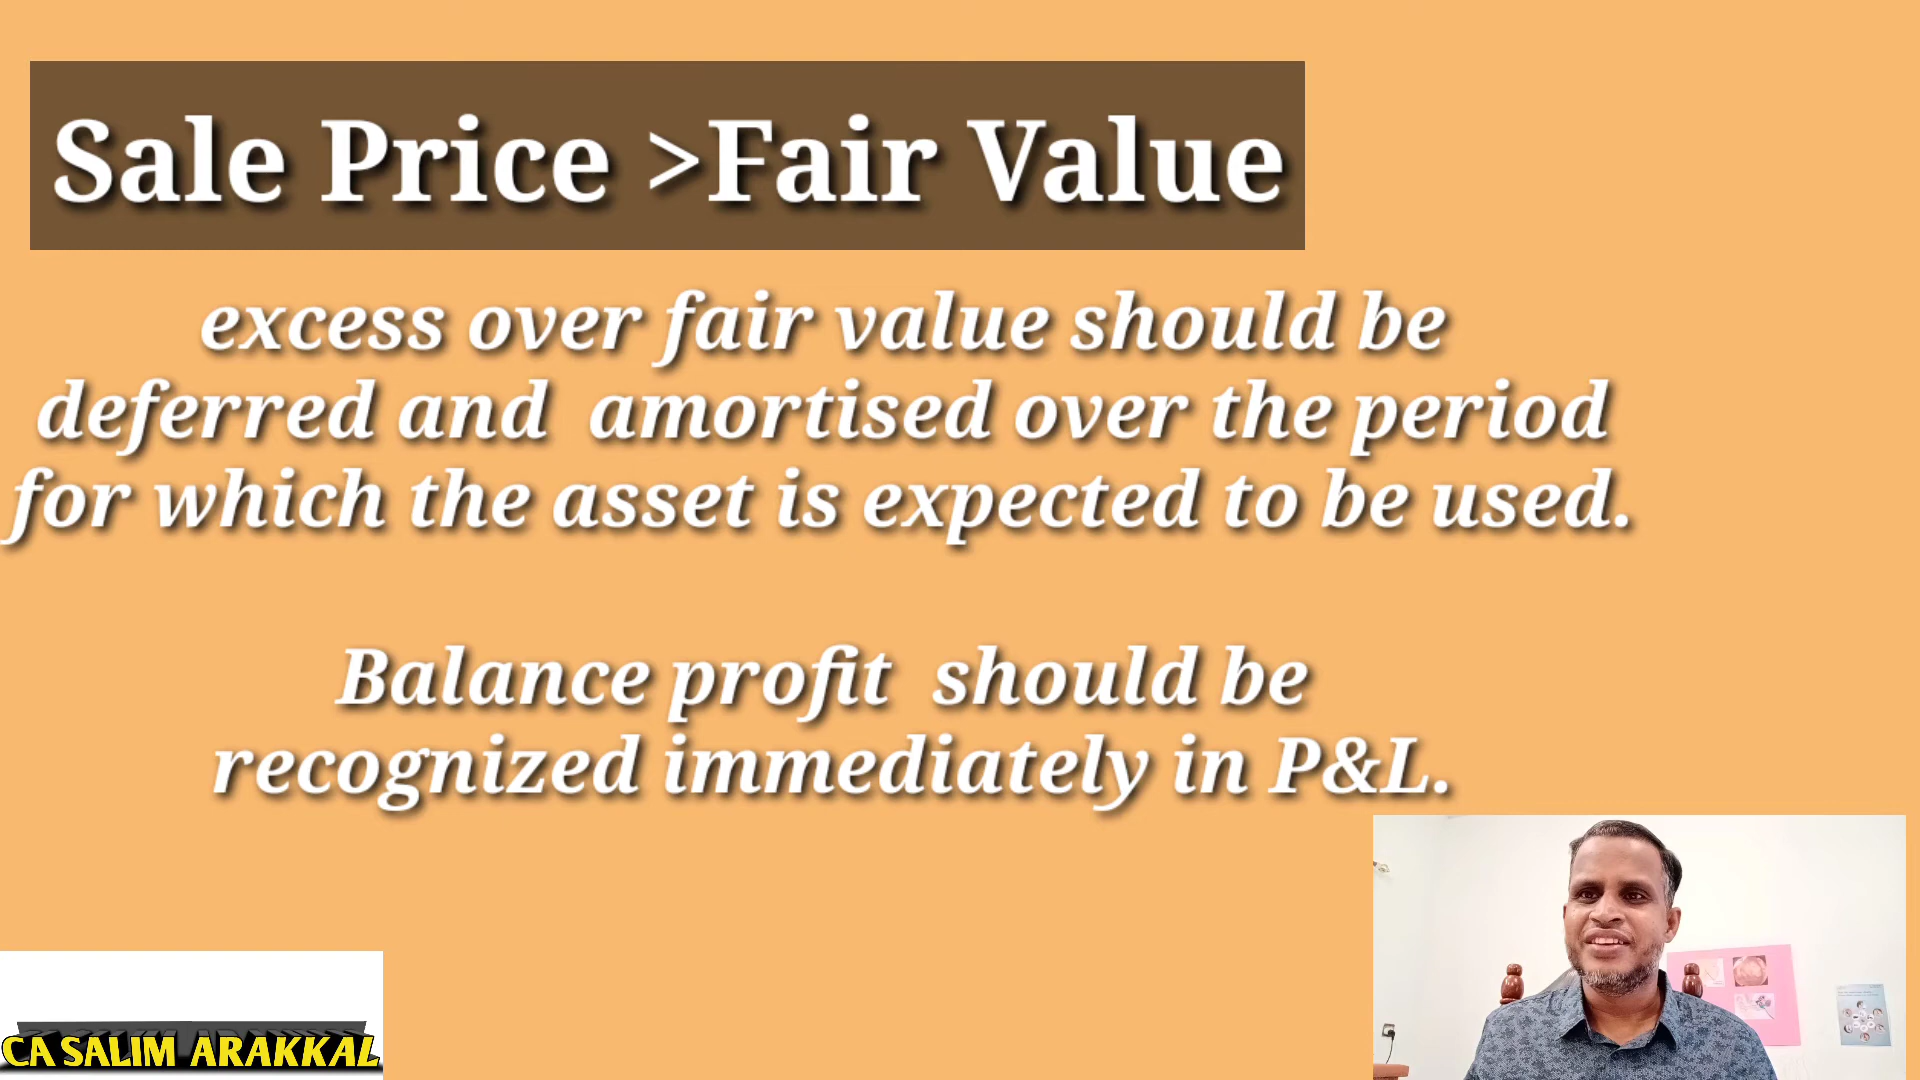 Sale Price >Fair Value
excess over fair value should be
deferred and amortised over the period
for which the asset is expected to be used.
Balance profit should be
recognized immediately in P&L.
CA SALIM ARAKKAL